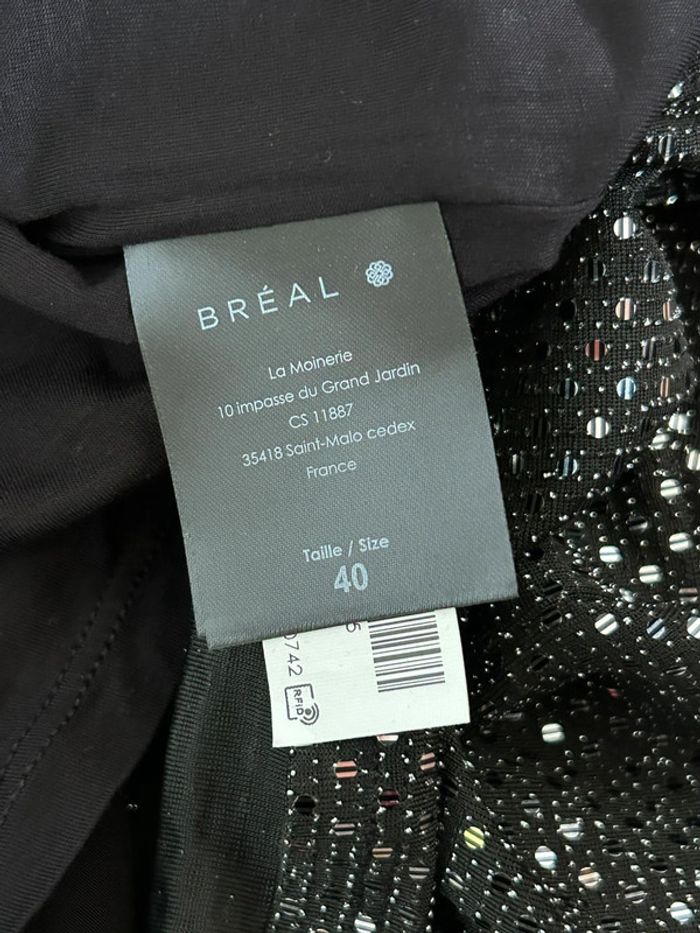 BRÉAL
La Moinerie
10 impasse du Grand Jardin
CS 11887
35418 Saint-Malo cedex
France
Taille / Size
40
0742
RFID